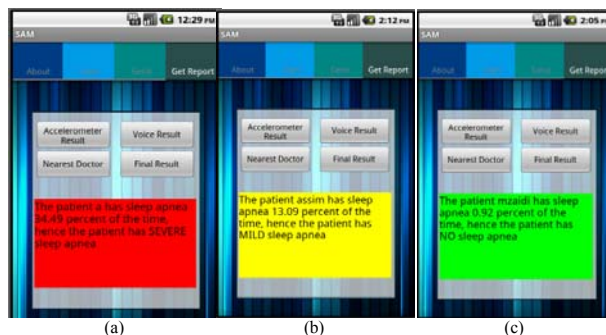 12:29 PM
SAM
About
Get Report
Accelerometer
Result
Voice Result
Nearest Doctor
Final Result
The patient a has sleep apnea
34.49 percent of the time,
hence the patient has SEVERE
sleep apnea
(a)
2:12 PM
SAM
About
Get Report
Accelerometer
Result
Voice Result
Nearest Doctor
Final Result
The patient assim has sleep
apnea 13.09 percent of the
time, hence the patient has
MILD sleep apnea
(b)
2:05 PM
SAM
About
Get Report
Accelerometer
Result
Voice Result
Nearest Doctor
Final Result
The patient mzaidi has sleep
apnea 0.92 percent of the
time, hence the patient has
NO sleep apnea
(c)